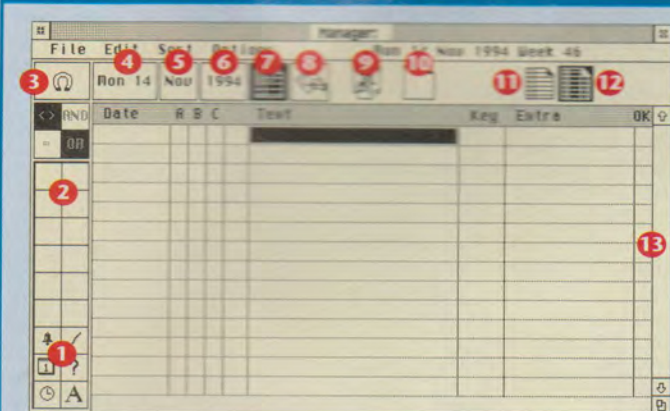 Manager
File Edit Sort Options Mon 14 Nov 1994 Week 46
3 4 5 6 7 8 9 10 11 12
Mon 14 Nov 1994
<> AND
= OR
Date A B C Text Key Extra OK
2
13
1
1 ?
A